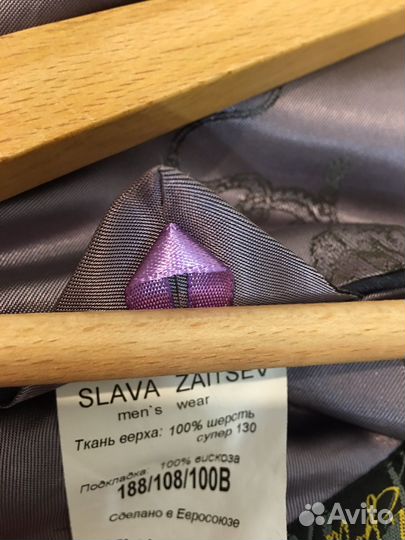 SLAVA ZAITSEV
men`s wear
Ткань верха: 100% шерсть
супер 130
Подкладка 100% вискоза
188/108/100B
Сделано в Евросоюзе
Avito